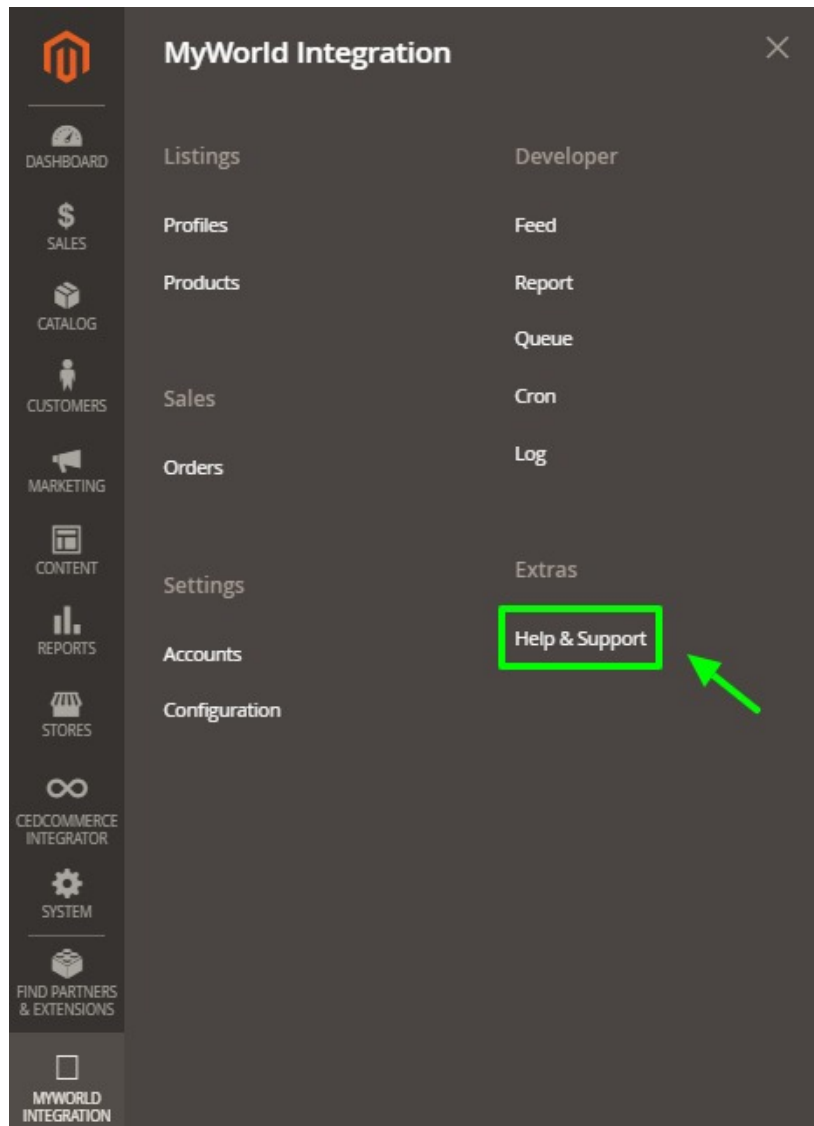 MyWorld Integration
DASHBOARD
SALES
CATALOG
CUSTOMERS
MARKETING
CONTENT
REPORTS
STORES
CEDCOMMERCE
INTEGRATOR
SYSTEM
FIND PARTNERS
& EXTENSIONS
MYWORLD
INTEGRATION
Listings
Profiles
Products
Sales
Orders
Settings
Accounts
Configuration
Developer
Feed
Report
Queue
Cron
Log
Extras
Help & Support